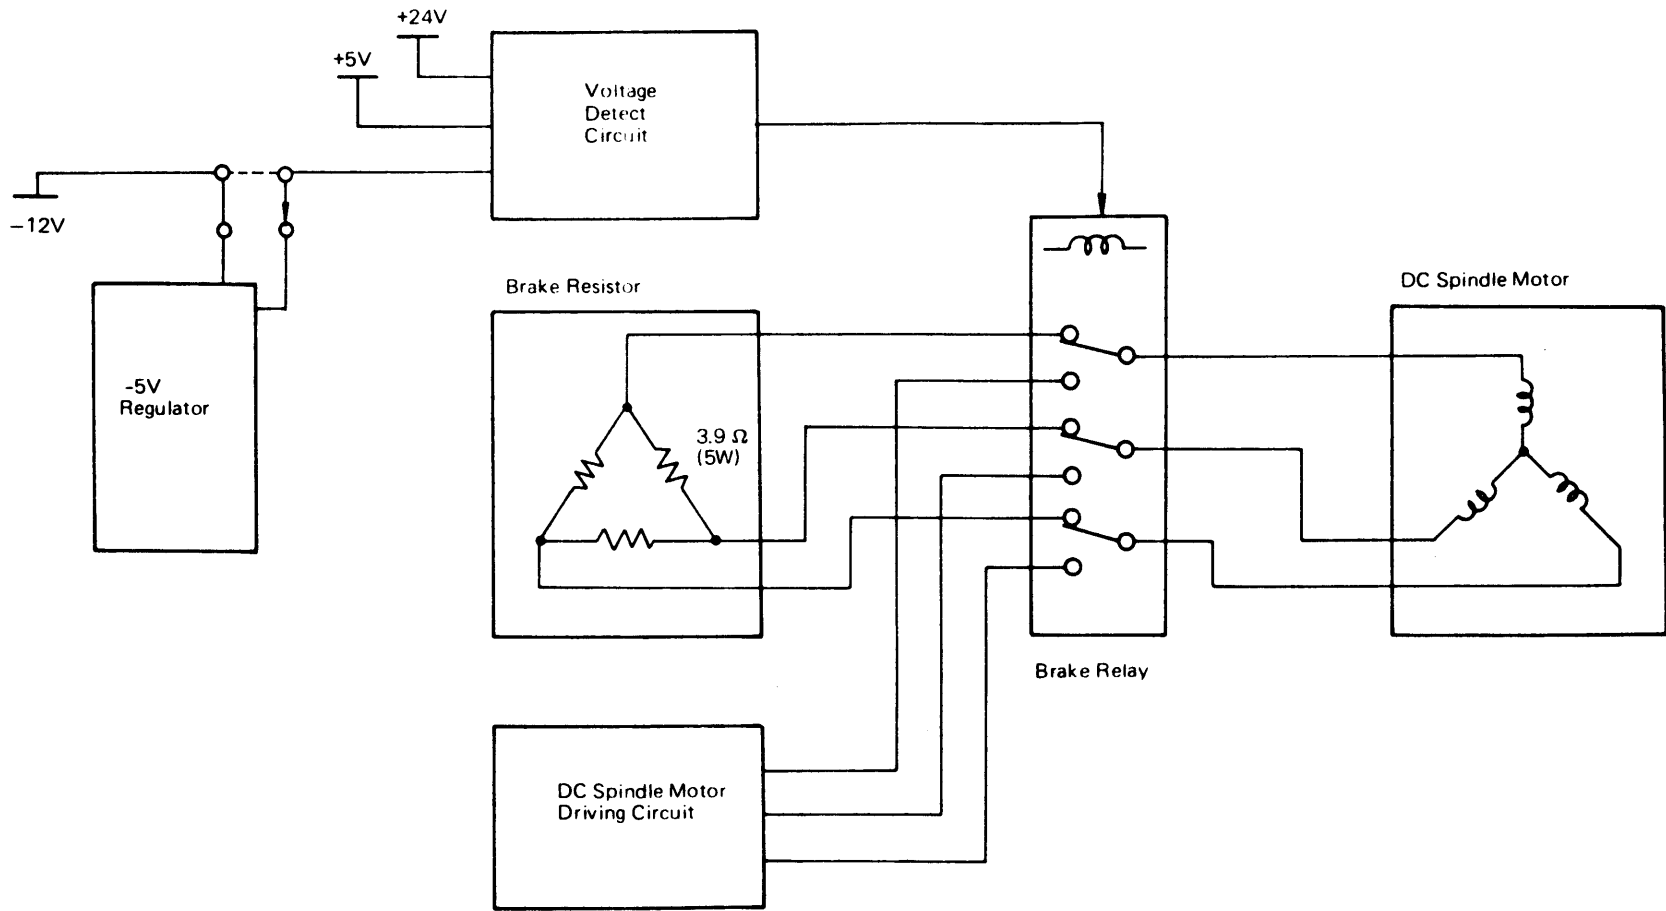 +24V
+5V
Voltage
Detect
Circuit
−12V
Brake Resistor
DC Spindle Motor
-5V
Regulator
3.9 Ω
(5W)
Brake Relay
DC Spindle Motor
Driving Circuit